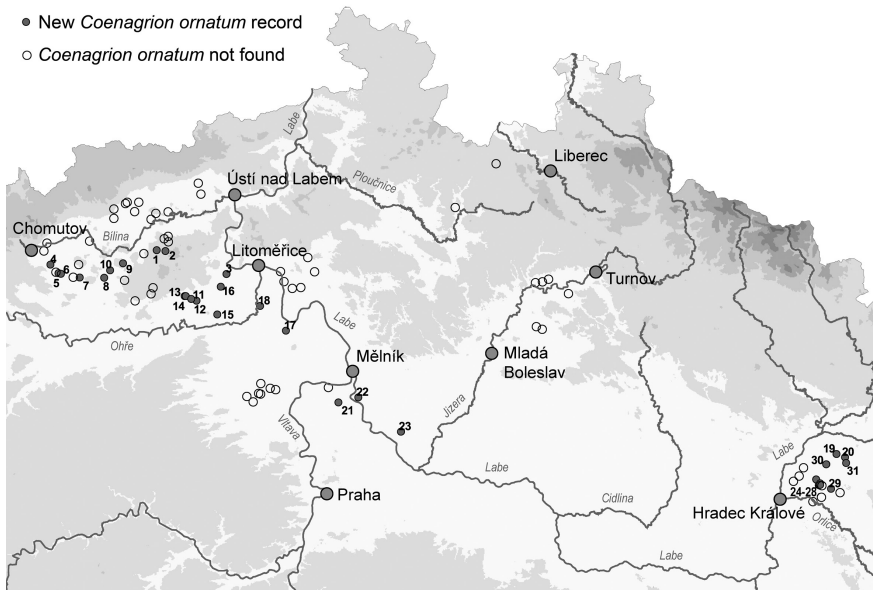 New Coenagrion ornatum record
Coenagrion ornatum not found
Labe
Liberec
Ploučnice
Ústí nad Labem
Bílina
Chomutov
Litoměřice
Turnov
4
5
6
7
8
10
9
1
2
3
16
13
14
11
12
15
18
17
Labe
Ohře
Mělník
Mladá
Boleslav
22
21
23
Jizera
Vltava
Labe
Praha
Cidlina
Labe
Labe
19
20
30
31
24-28
29
Hradec Králové
Orlice